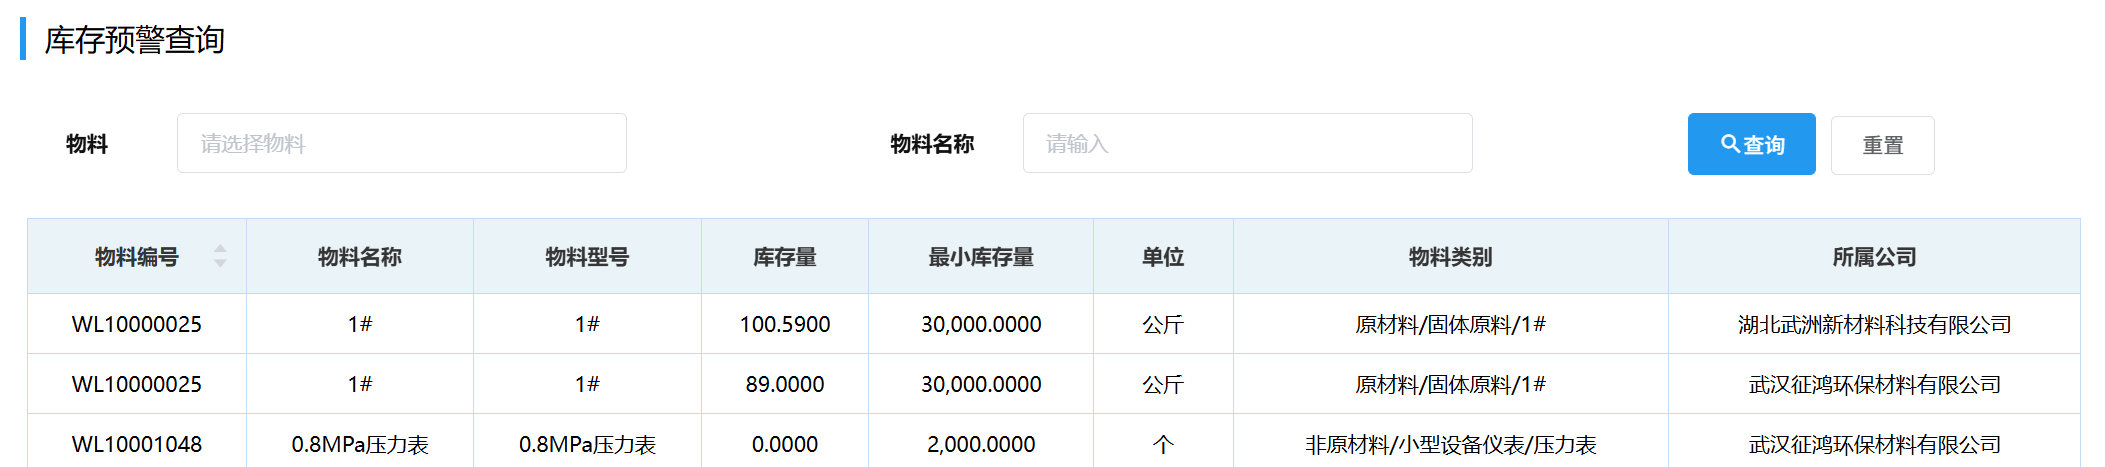 库存预警查询
物料 请选择物料 物料名称 请输入 查询 重置
物料编号 物料名称 物料型号 库存量 最小库存量 单位 物料类别 所属公司
WL10000025 1# 1# 100.5900 30,000.0000 公斤 原材料/固体原料/1# 湖北武洲新材料科技有限公司
WL10000025 1# 1# 89.0000 30,000.0000 公斤 原材料/固体原料/1# 武汉征鸿环保材料有限公司
WL10001048 0.8MPa压力表 0.8MPa压力表 0.0000 2,000.0000 个 非原材料/小型设备仪表/压力表 武汉征鸿环保材料有限公司